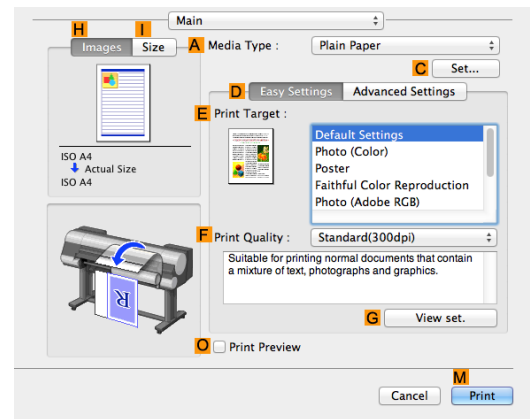 Main
H
I
Images
Size
A Media Type :
Plain Paper
C Set...
D Easy Settings
Advanced Settings
E Print Target :
Default Settings
Photo (Color)
Poster
Faithful Color Reproduction
Photo (Adobe RGB)
ISO A4
Actual Size
ISO A4
R
F Print Quality :
Standard(300dpi)
Suitable for printing normal documents that contain
a mixture of text, photographs and graphics.
G View set.
O Print Preview
M
Cancel
Print